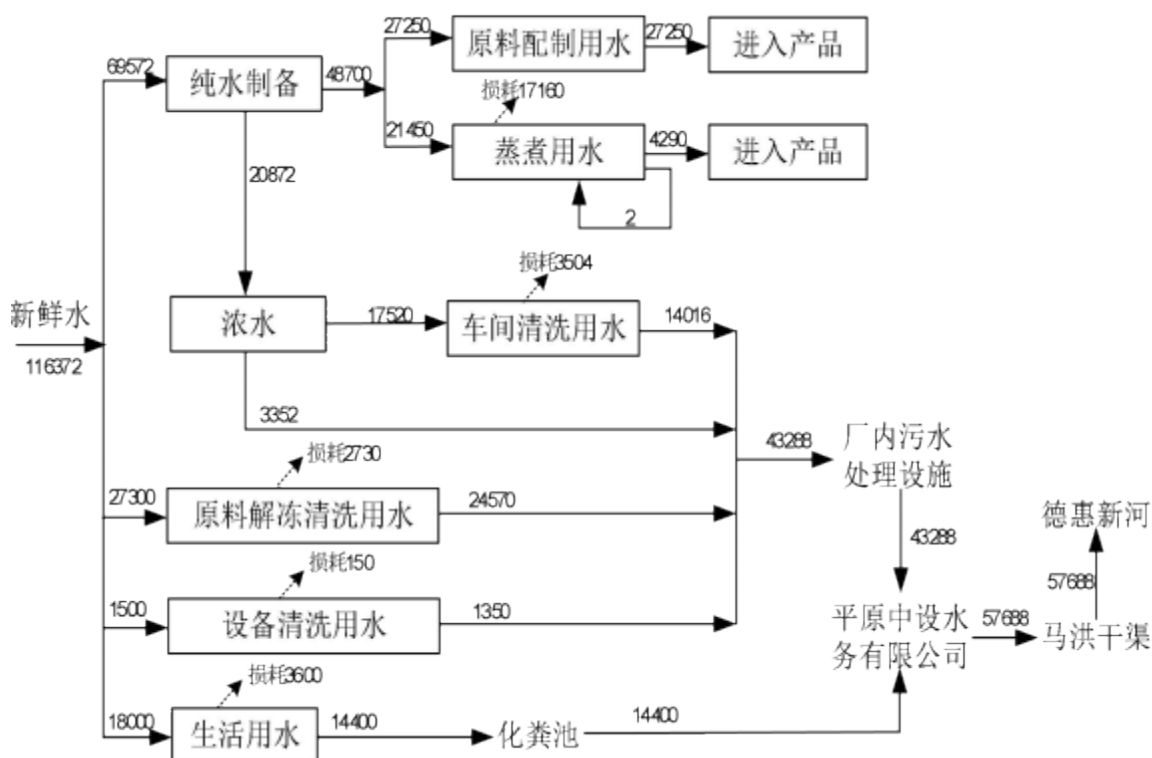 27250
原料配制用水
27250
进入产品
69572
纯水制备
48700
损耗17160
21450
蒸煮用水
4290
进入产品
20872
2
损耗3504
新鲜水
116372
浓水
17520
车间清洗用水
14016
3352
43288
厂内污水
处理设施
损耗2730
27300
原料解冻清洗用水
24570
43288
德惠新河
损耗150
57688
1500
设备清洗用水
1350
平原中设水
务有限公司
57688
马洪干渠
损耗3600
18000
生活用水
14400
化粪池
14400